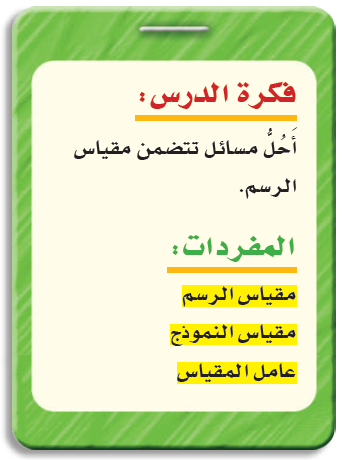 فكرة الدرس:
أَحُلُّ مسائل تتضمن مقياس
الرسم.
المفردات:
مقياس الرسم
مقياس النموذج
عامل المقياس